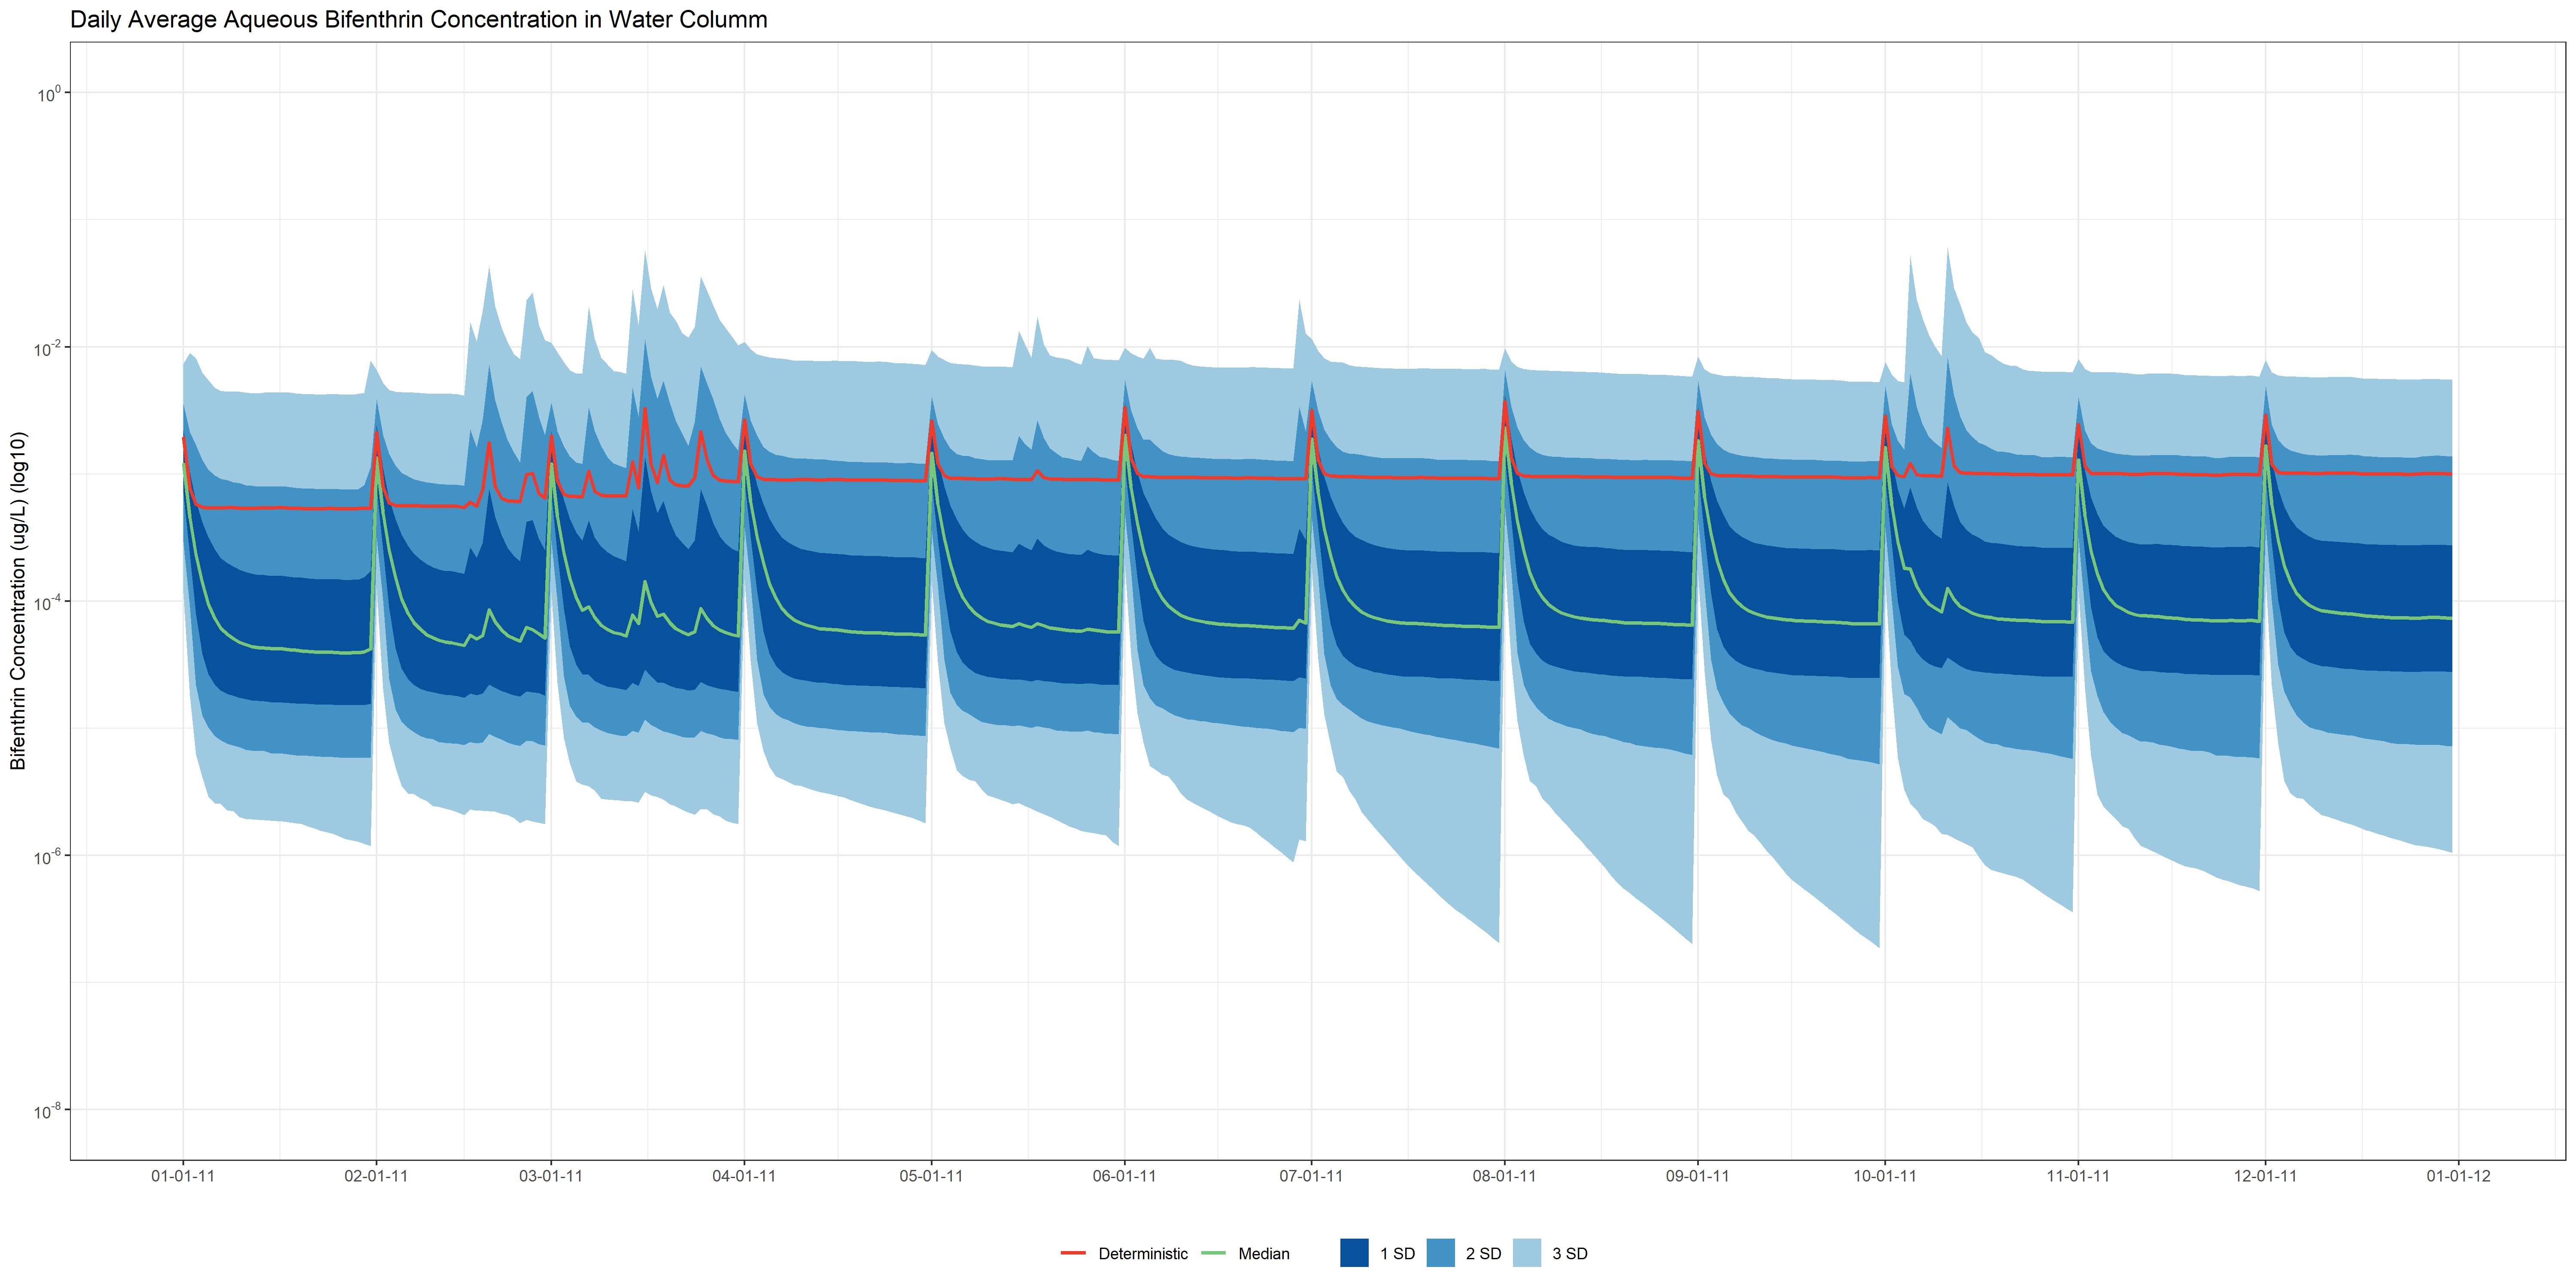 Daily Average Aqueous Bifenthrin Concentration in Water Columm
Bifenthrin Concentration (ug/L) (log10)
10^0
10^-2
10^-4
10^-6
10^-8
01-01-11 02-01-11 03-01-11 04-01-11 05-01-11 06-01-11 07-01-11 08-01-11 09-01-11 10-01-11 11-01-11 12-01-11 01-01-12
Deterministic Median 1 SD 2 SD 3 SD